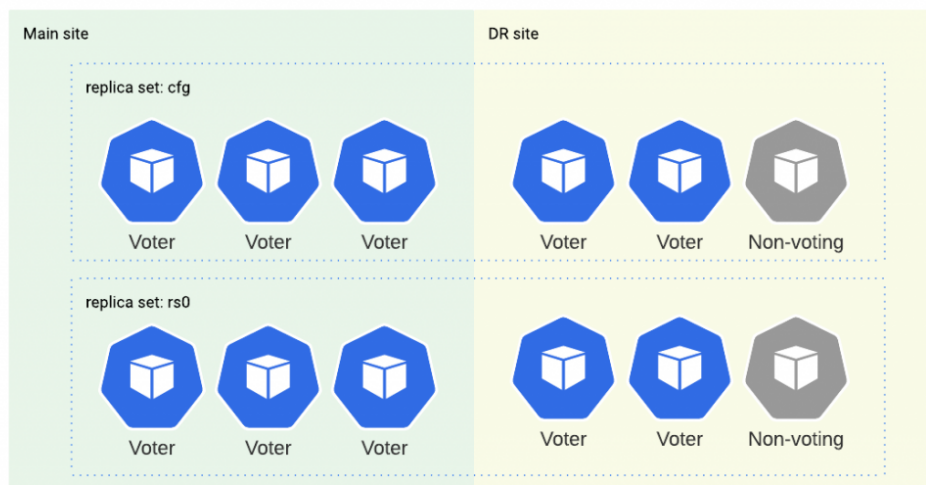 Main site
DR site
replica set: cfg
Voter Voter Voter Voter Voter Non-voting
replica set: rs0
Voter Voter Voter Voter Voter Non-voting